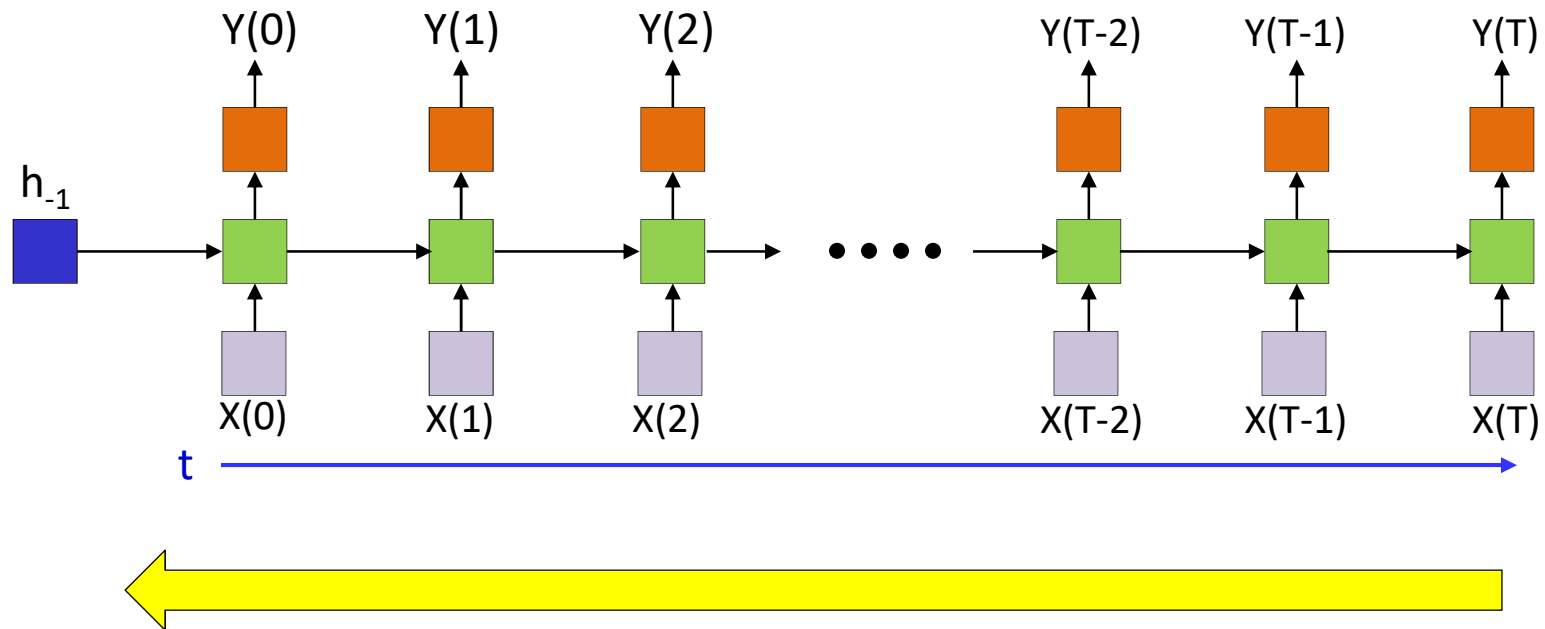 Y(0) Y(1) Y(2) Y(T-2) Y(T-1) Y(T)
h-1
X(0) X(1) X(2) X(T-2) X(T-1) X(T)
t